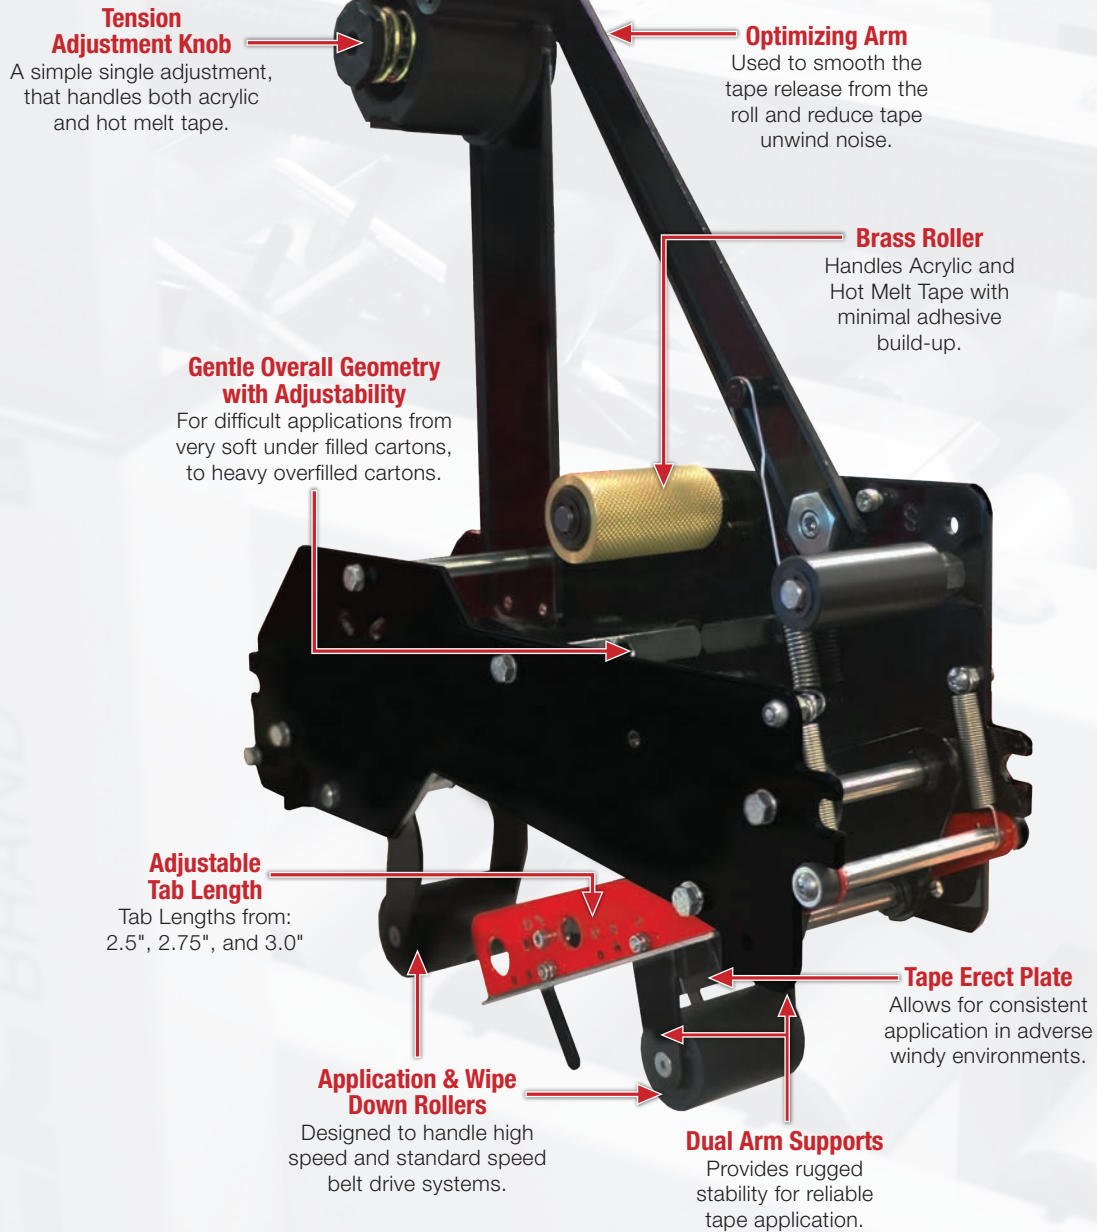 Tension
Adjustment Knob
A simple single adjustment,
that handles both acrylic
and hot melt tape.
Optimizing Arm
Used to smooth the
tape release from the
roll and reduce tape
unwind noise.
Brass Roller
Handles Acrylic and
Hot Melt Tape with
minimal adhesive
build-up.
Gentle Overall Geometry
with Adjustability
For difficult applications from
very soft under filled cartons,
to heavy overfilled cartons.
Adjustable
Tab Length
Tab Lengths from:
2.5", 2.75", and 3.0"
Tape Erect Plate
Allows for consistent
application in adverse
windy environments.
Application & Wipe
Down Rollers
Designed to handle high
speed and standard speed
belt drive systems.
Dual Arm Supports
Provides rugged
stability for reliable
tape application.